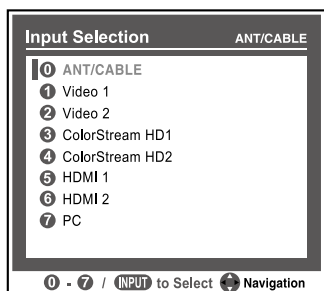 Input Selection ANT/CABLE
0 ANT/CABLE
1 Video 1
2 Video 2
3 ColorStream HD1
4 ColorStream HD2
5 HDMI 1
6 HDMI 2
7 PC
0 - 7 / INPUT to Select Navigation